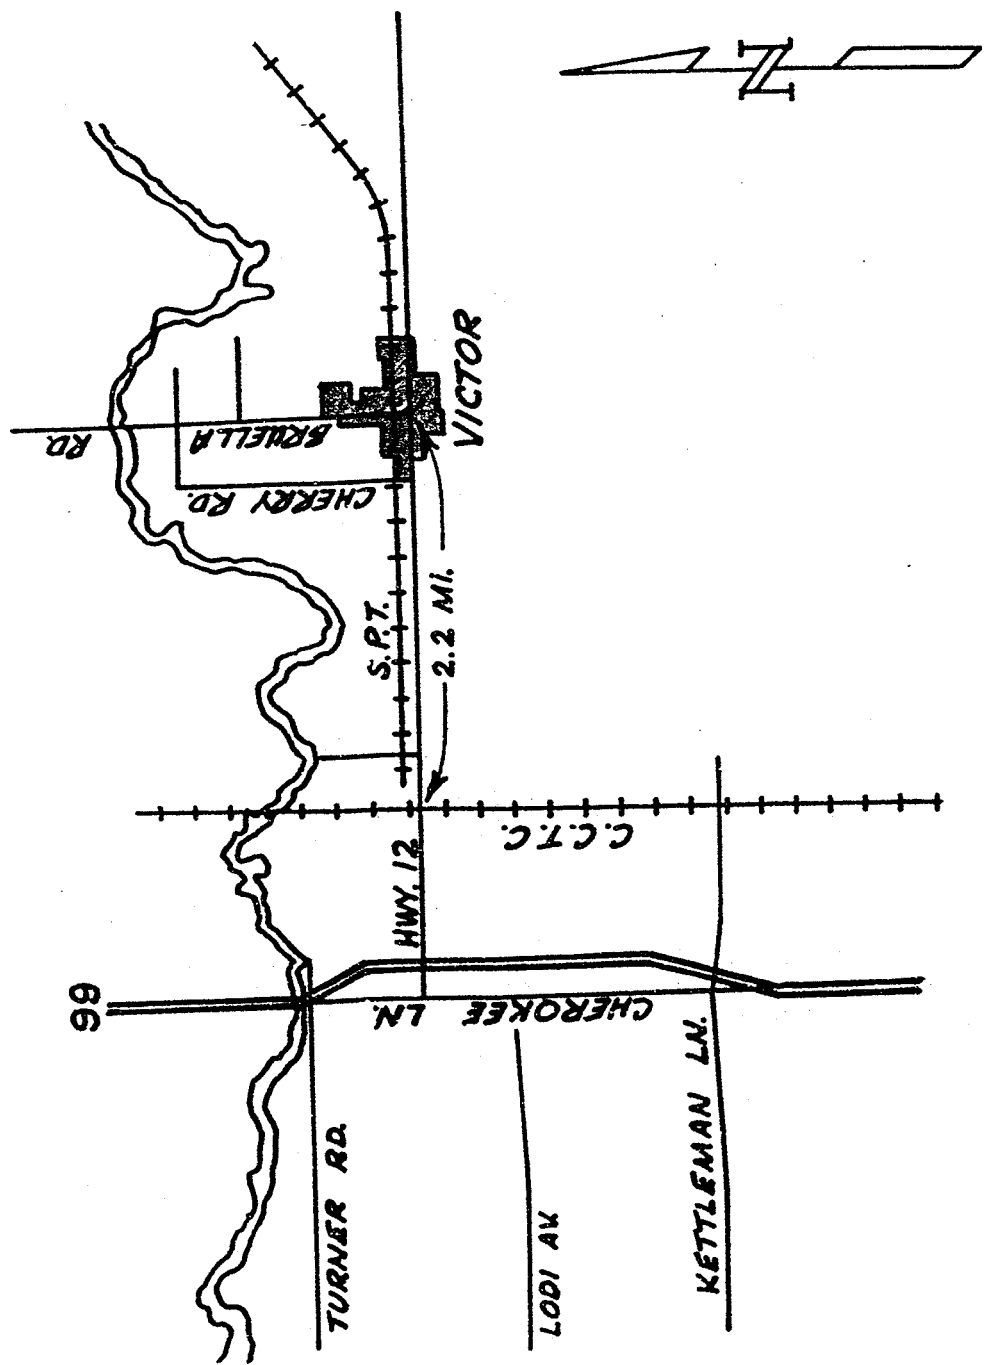 N
RD.
BRUELLA
CHERRY RD.
VICTOR
S.P.T.
2.2 MI.
C.C.T.C.
HWY. 12
99
CHEROKEE LN.
TURNER RD.
LODI AV.
KETTLEMAN LN.